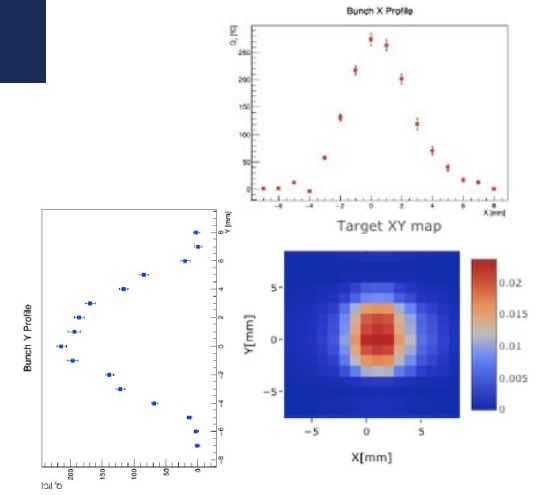 Bunch X Profile
Qₓ [fC]
250
200
150
100
50
0
-6 -4 -2 0 2 4 6 8
X [mm]
Target XY map
Bunch Y Profile
Y [mm]
8
6
4
2
0
-2
-4
-6
-8
200 150 100 50 0
Y[mm]
5
0
−5
−5 0 5
X[mm]
0.02
0.015
0.01
0.005
0